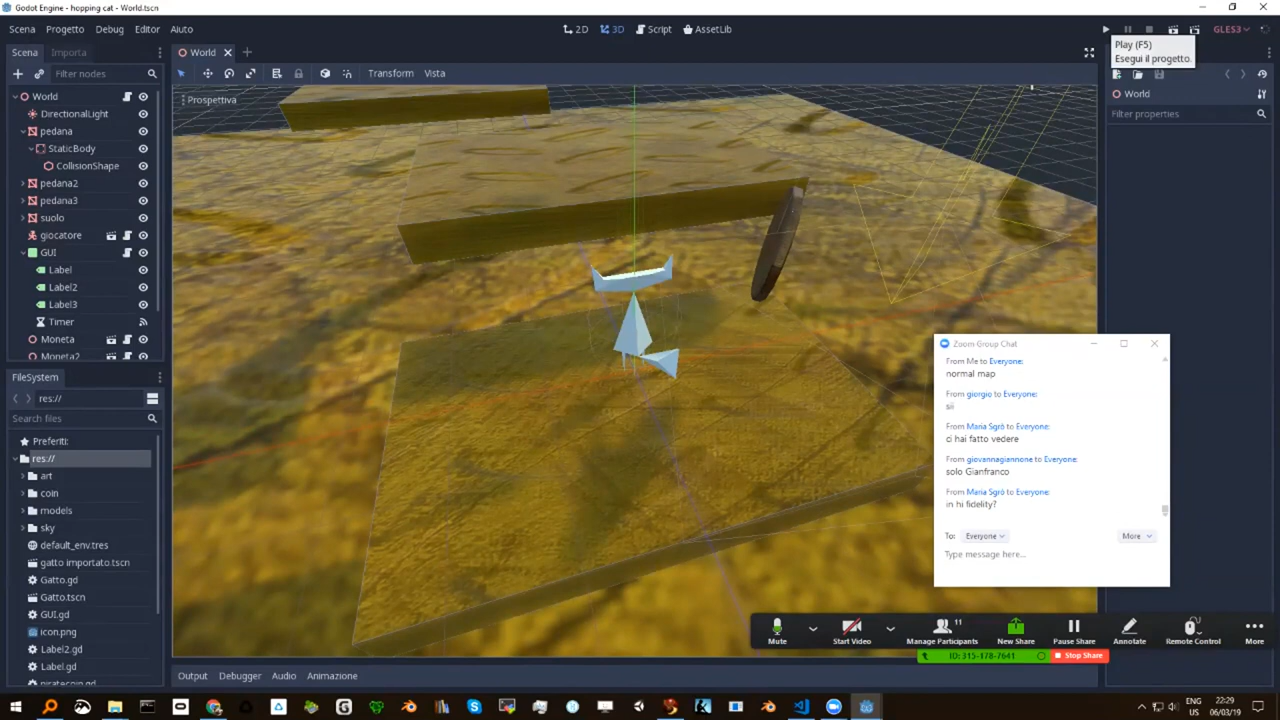 Godot Engine - hopping cat - World.tscn
Scena Progetto Debug Editor Aiuto
2D 3D Script AssetLib
GLES3
Play (F5)
Esegui il progetto.
Scena Importa
World
Filter nodes
Transform Vista
World
Filter properties
Prospettiva
World
DirectionalLight
pedana
StaticBody
CollisionShape
pedana2
pedana3
suolo
giocatore
GUI
Label
Label2
Label3
Timer
Moneta
Moneta2
FileSystem
res://
Search files
Preferiti:
res://
art
coin
models
sky
default_env.tres
gatto importato.tscn
Gatto.gd
Gatto.tscn
GUI.gd
icon.png
Label2.gd
Label.gd
piratecoin.gd
Output Debugger Audio Animazione
Zoom Group Chat
From Me to Everyone:
normal map
From giorgio to Everyone:
sii
From Maria Sgrò to Everyone:
ci hai fatto vedere
From giovannagiannone to Everyone:
solo Gianfranco
From Maria Sgrò to Everyone:
in hi fidelity?
To: Everyone More
Type message here...
11
Mute Start Video Manage Participants New Share Pause Share Annotate Remote Control More
ID: 315-178-7641 Stop Share
ENG
US
22:29
06/03/19